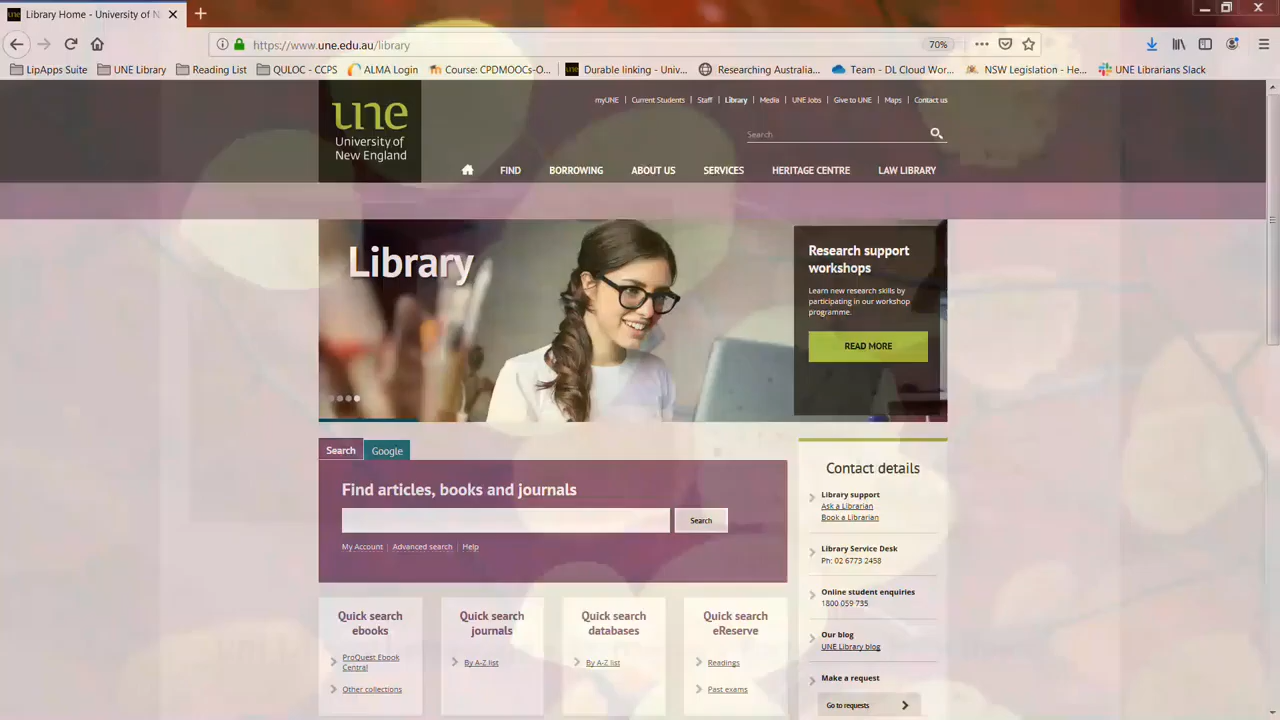 Library Home - University of N
https://www.une.edu.au/library
70%
LipApps Suite
UNE Library
Reading List
QULOC - CCPS
ALMA Login
Course: CPDMOOCs-O...
Durable linking - Univ...
Researching Australia...
Team - DL Cloud Wor...
NSW Legislation - He...
UNE Librarians Slack
une
University of
New England
myUNE | Current Students | Staff | Library | Media | UNE Jobs | Give to UNE | Maps | Contact us
Search
FIND
BORROWING
ABOUT US
SERVICES
HERITAGE CENTRE
LAW LIBRARY
Library
Research support
workshops
Learn new research skills by
participating in our workshop
programme.
READ MORE
Search
Google
Find articles, books and journals
Search
My Account | Advanced search | Help
Contact details
Library support
Ask a Librarian
Book a Librarian
Library Service Desk
Ph: 02 6773 2458
Online student enquiries
1800 059 735
Our blog
UNE Library blog
Make a request
Go to requests
Quick search
ebooks
ProQuest Ebook
Central
Other collections
Quick search
journals
By A-Z list
Quick search
databases
By A-Z list
Quick search
eReserve
Readings
Past exams